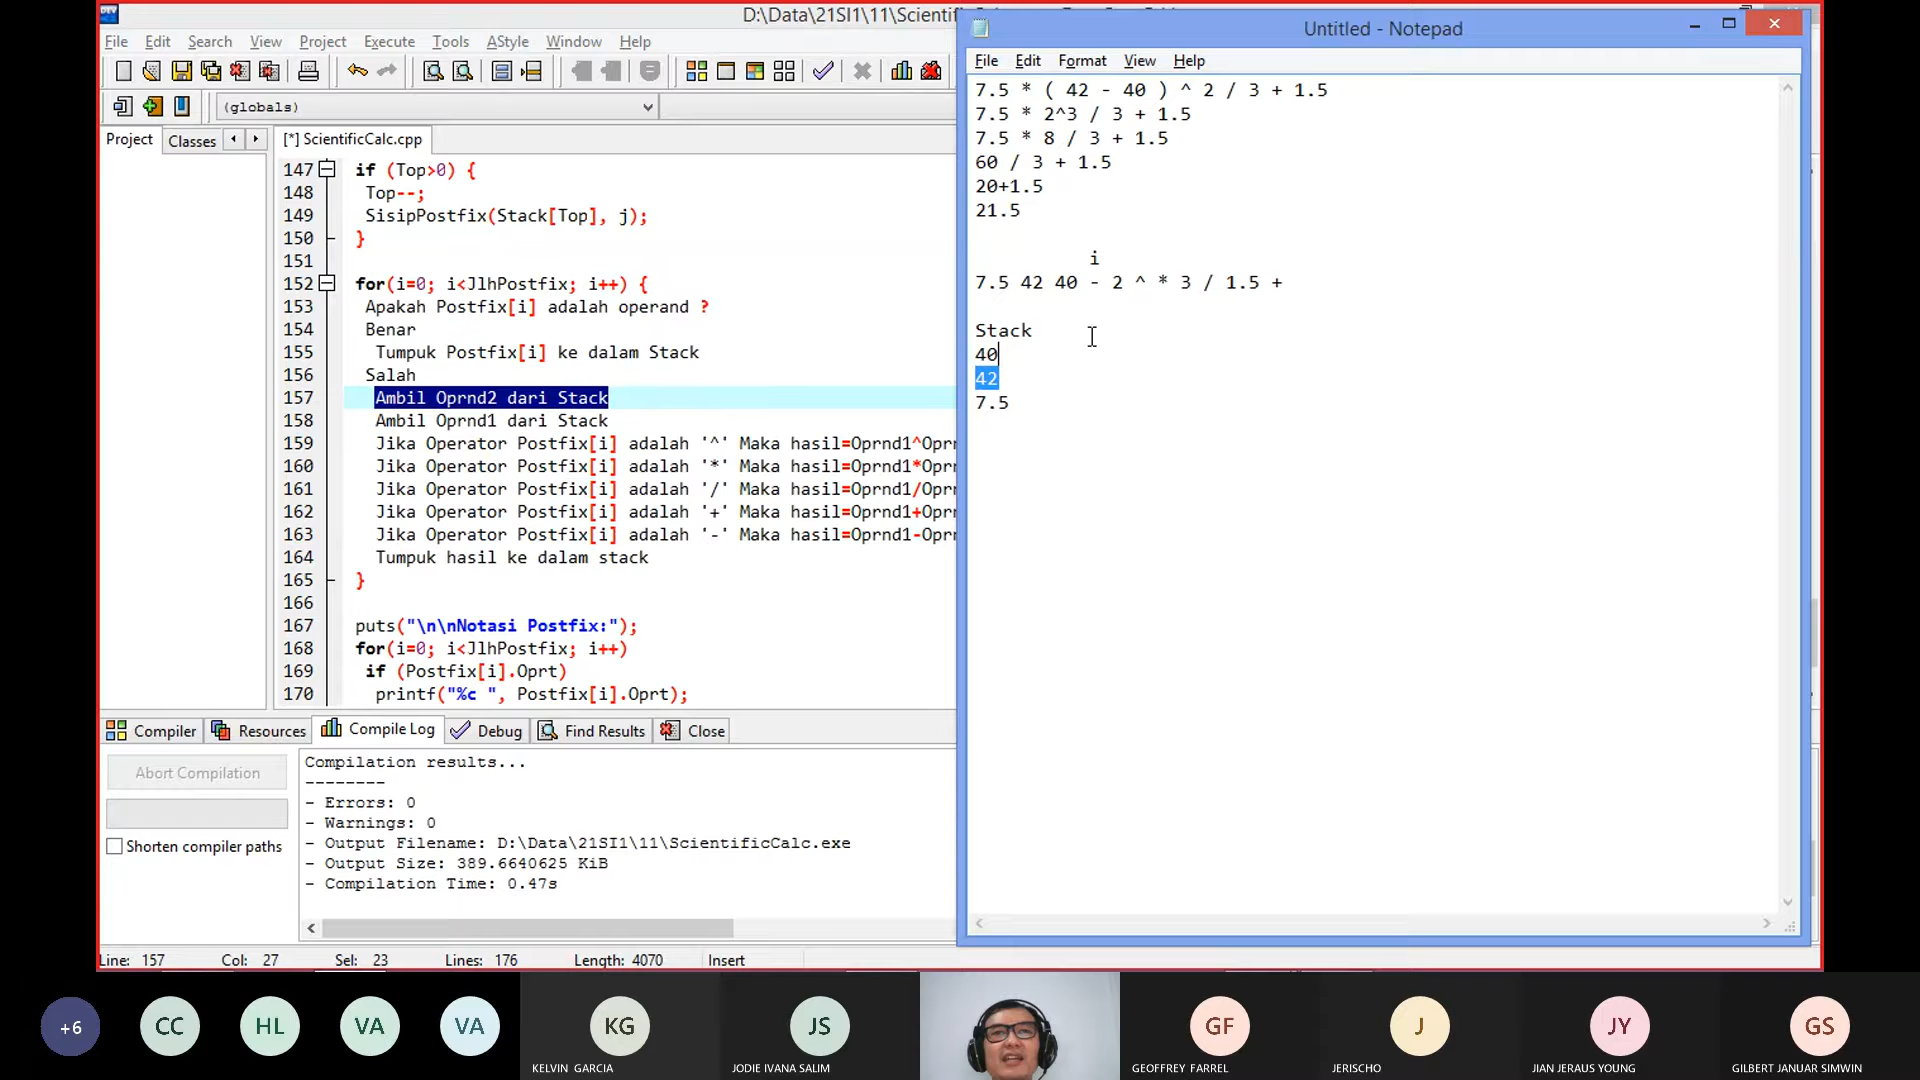 D:\Data\21SI1\11\Scientifi
File Edit Search View Project Execute Tools AStyle Window Help
(globals)
Project Classes
[*] ScientificCalc.cpp
147 if (Top>0) {
148 Top--;
149 SisipPostfix(Stack[Top], j);
150 }
151
152 for(i=0; i<JlhPostfix; i++) {
153 Apakah Postfix[i] adalah operand ?
154 Benar
155 Tumpuk Postfix[i] ke dalam Stack
156 Salah
157 Ambil Oprnd2 dari Stack
158 Ambil Oprnd1 dari Stack
159 Jika Operator Postfix[i] adalah '^' Maka hasil=Oprnd1^Oprn
160 Jika Operator Postfix[i] adalah '*' Maka hasil=Oprnd1*Oprn
161 Jika Operator Postfix[i] adalah '/' Maka hasil=Oprnd1/Oprn
162 Jika Operator Postfix[i] adalah '+' Maka hasil=Oprnd1+Oprn
163 Jika Operator Postfix[i] adalah '-' Maka hasil=Oprnd1-Oprn
164 Tumpuk hasil ke dalam stack
165 }
166
167 puts("\n\nNotasi Postfix:");
168 for(i=0; i<JlhPostfix; i++)
169 if (Postfix[i].Oprt)
170 printf("%c ", Postfix[i].Oprt);
Compiler Resources Compile Log Debug Find Results Close
Abort Compilation
Shorten compiler paths
Compilation results...
--------
- Errors: 0
- Warnings: 0
- Output Filename: D:\Data\21SI1\11\ScientificCalc.exe
- Output Size: 389.6640625 KiB
- Compilation Time: 0.47s
Line: 157 Col: 27 Sel: 23 Lines: 176 Length: 4070 Insert
Untitled - Notepad
File Edit Format View Help
7.5 * ( 42 - 40 ) ^ 2 / 3 + 1.5
7.5 * 2^3 / 3 + 1.5
7.5 * 8 / 3 + 1.5
60 / 3 + 1.5
20+1.5
21.5
i
7.5 42 40 - 2 ^ * 3 / 1.5 +
Stack
40
42
7.5
+6 CC HL VA VA KG JS GF J JY GS
KELVIN GARCIA JODIE IVANA SALIM GEOFFREY FARREL JERISCHO JIAN JERAUS YOUNG GILBERT JANUAR SIMWIN